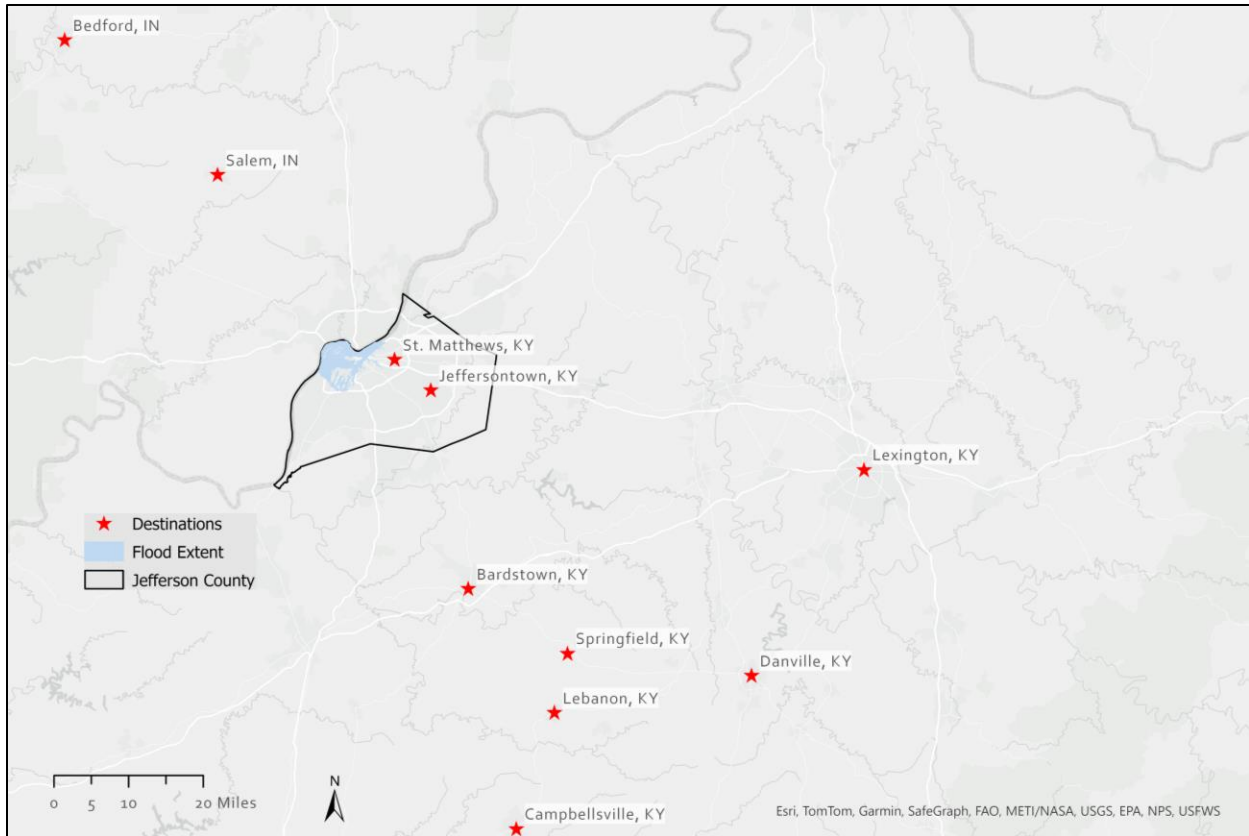 Bedford, IN
Salem, IN
St. Matthews, KY
Jeffersontown, KY
Lexington, KY
Destinations
Flood Extent
Jefferson County
Bardstown, KY
Springfield, KY
Danville, KY
Lebanon, KY
0 5 10 20 Miles
N
Campbellsville, KY
Esri, TomTom, Garmin, SafeGraph, FAO, METI/NASA, USGS, EPA, NPS, USFWS